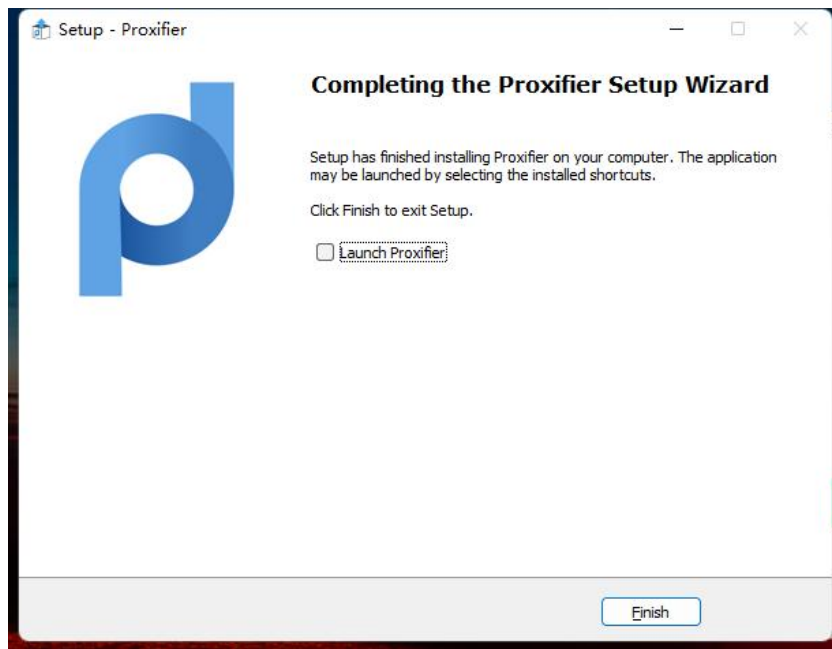 Setup - Proxifier
Completing the Proxifier Setup Wizard
Setup has finished installing Proxifier on your computer. The application
may be launched by selecting the installed shortcuts.
Click Finish to exit Setup.
Launch Proxifier
Finish